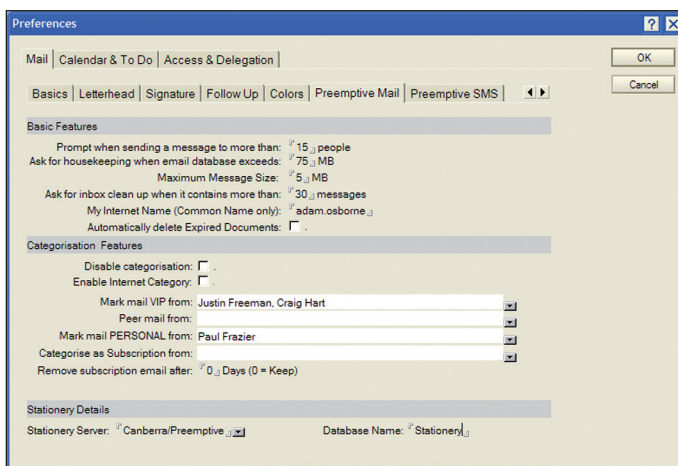 Preferences
Mail Calendar & To Do Access & Delegation OK
Basics Letterhead Signature Follow Up Colors Preemptive Mail Preemptive SMS Cancel
Basic Features
Prompt when sending a message to more than: 15 people
Ask for housekeeping when email database exceeds: 75 MB
Maximum Message Size: 5 MB
Ask for inbox clean up when it contains more than: 30 messages
My Internet Name (Common Name only): adam.osborne
Automatically delete Expired Documents: .
Categorisation Features
Disable categorisation: .
Enable Internet Category: .
Mark mail VIP from: Justin Freeman, Craig Hart
Peer mail from:
Mark mail PERSONAL from: Paul Frazier
Categorise as Subscription from:
Remove subscription email after: 0 Days (0 = Keep)
Stationery Details
Stationery Server: Canberra/Preemptive Database Name: Stationery